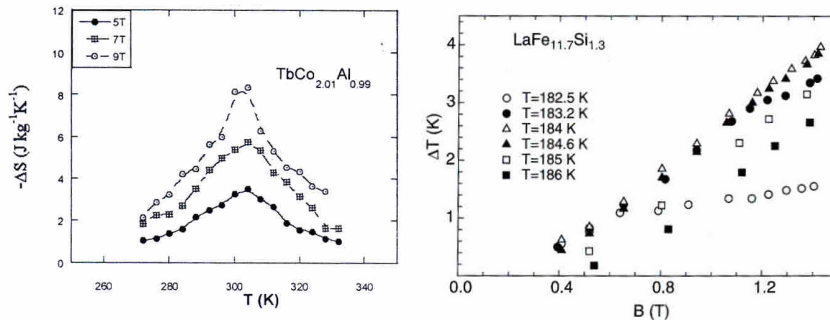 12
10
8
6
4
2
0
-ΔS (J kg⁻¹K⁻¹)
5T
7T
9T
TbCo₂.₀₁Al₀.₉₉
260 280 300 320 340
T (K)
4
3
2
1
ΔT (K)
LaFe₁₁.₇Si₁.₃
T=182.5 K
T=183.2 K
T=184 K
T=184.6 K
T=185 K
T=186 K
0.0 0.4 0.8 1.2
B (T)